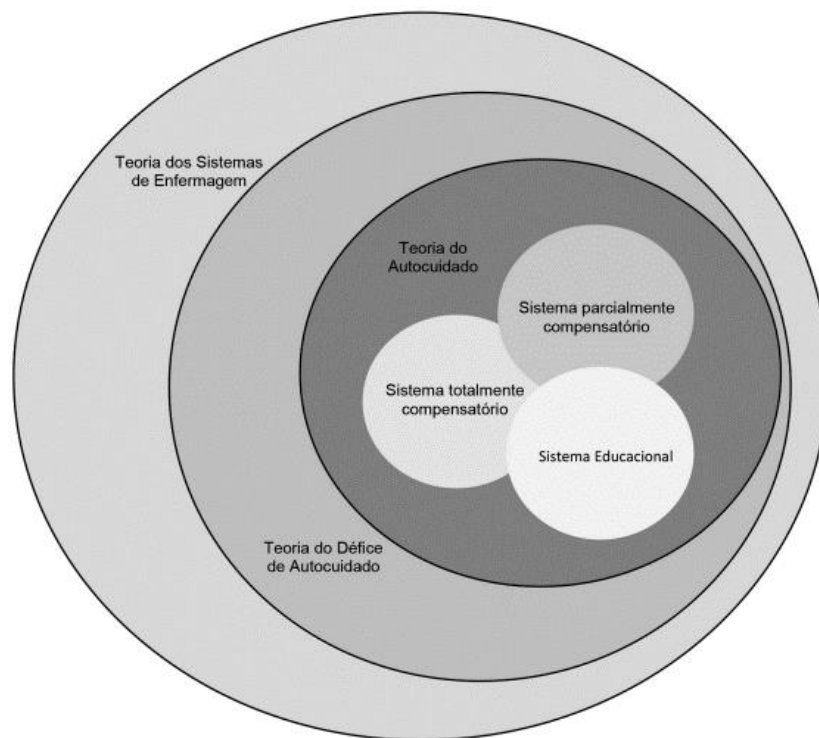 Teoria dos Sistemas
de Enfermagem
Teoria do
Autocuidado
Sistema parcialmente
compensatório
Sistema totalmente
compensatório
Sistema Educacional
Teoria do Défice
de Autocuidado